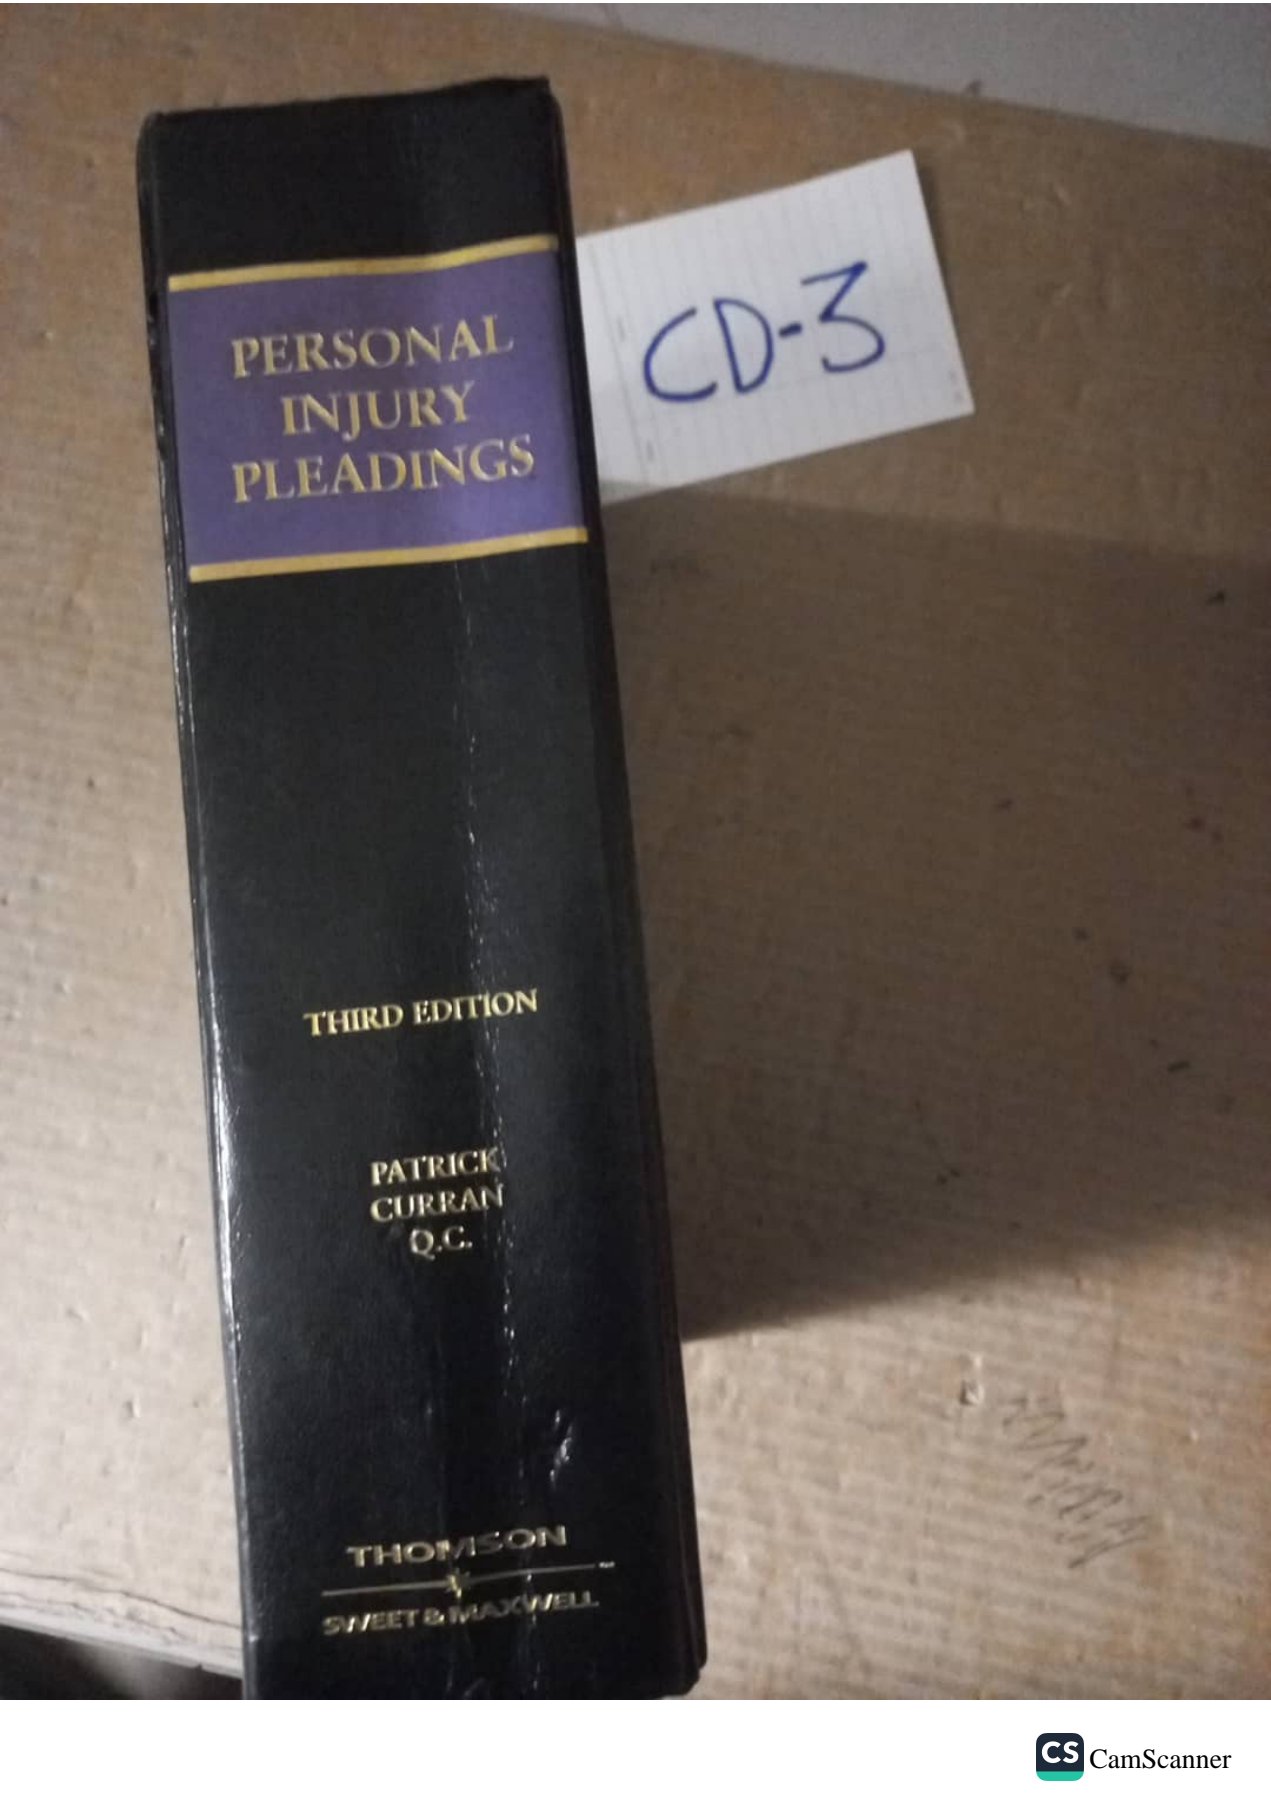 PERSONAL
INJURY
PLEADINGS
CD-3
THIRD EDITION
PATRICK
CURRAN
Q.C.
THOMSON
SWEET & MAXWELL
CS CamScanner